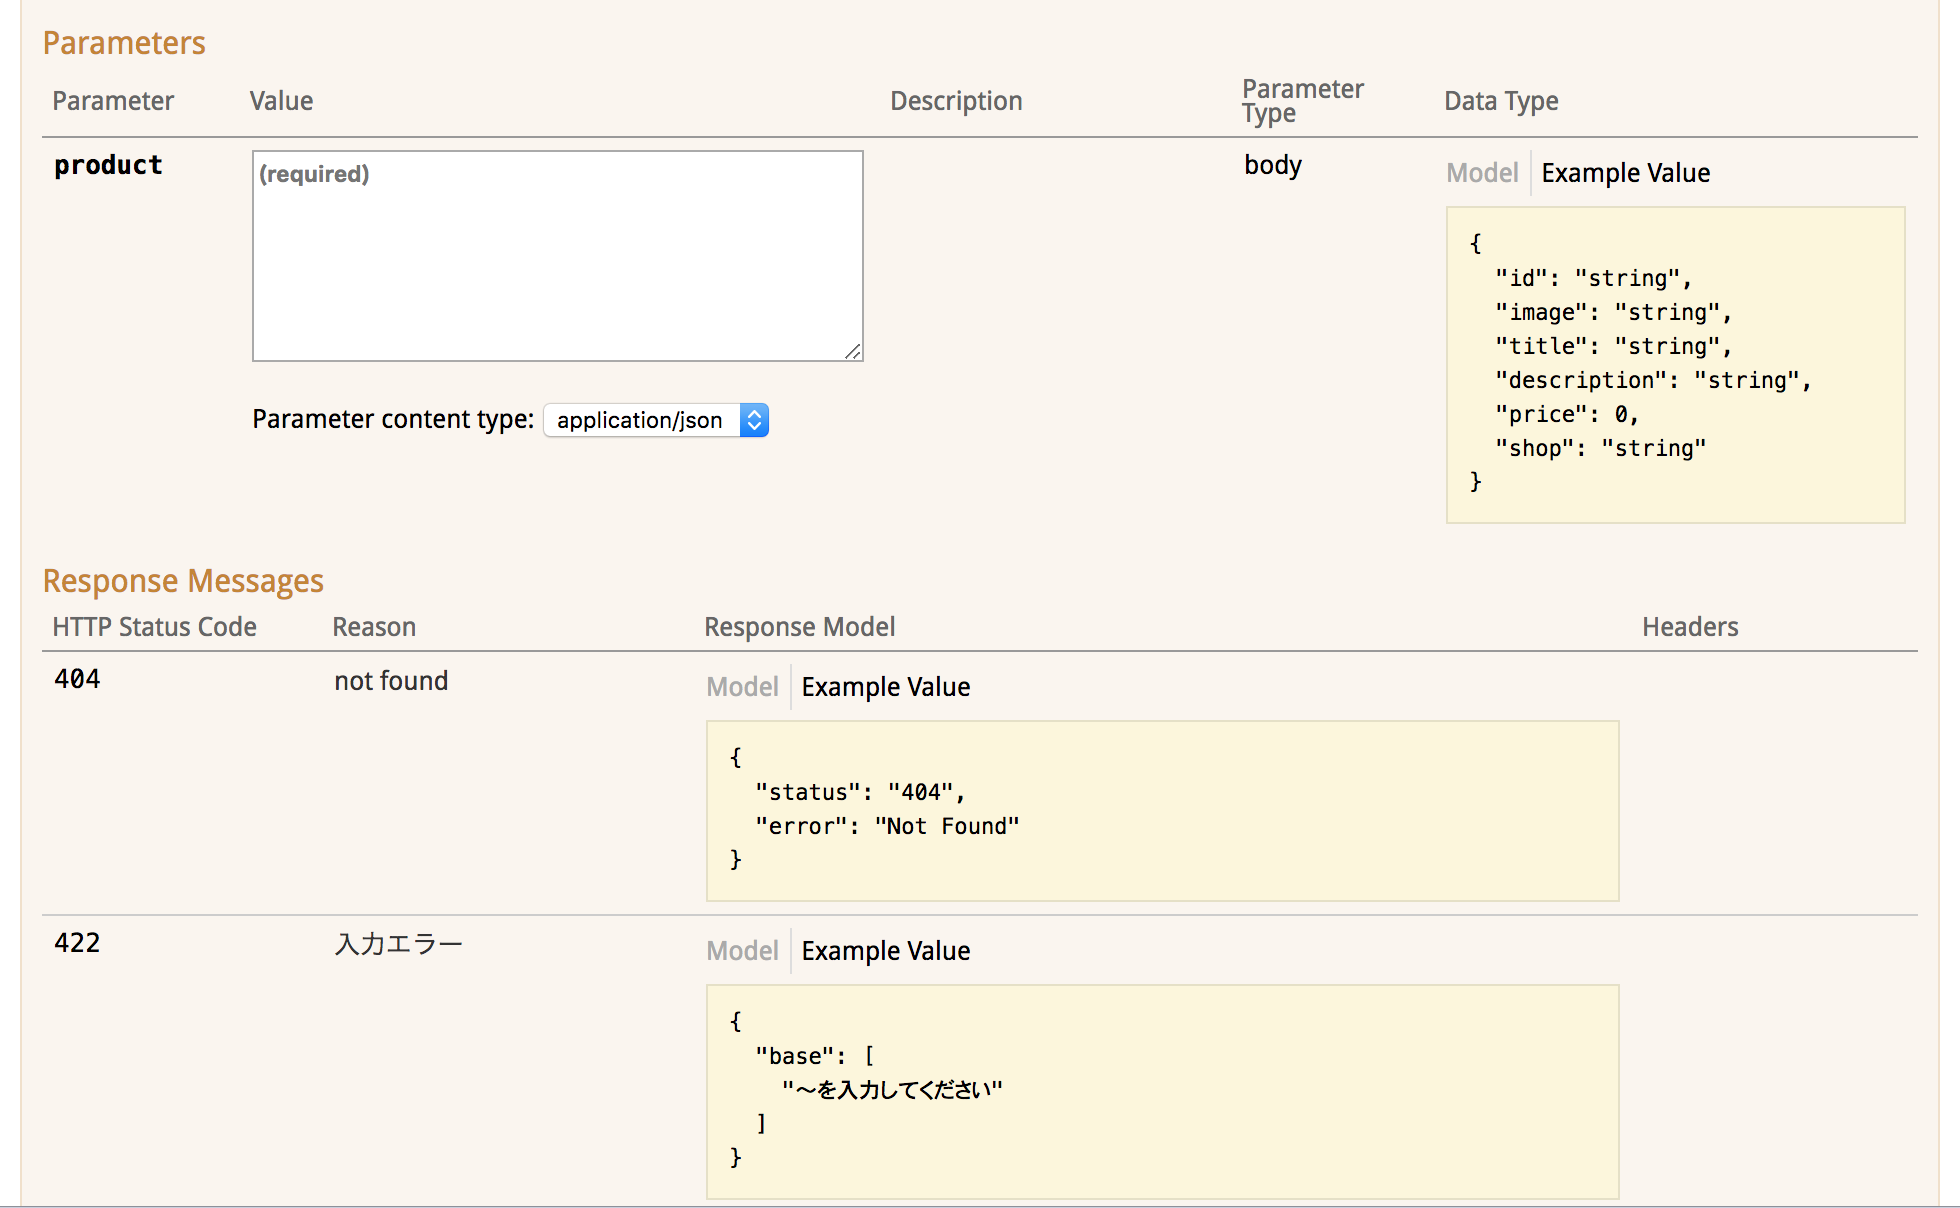 Parameters
Parameter Value Description Parameter Type Data Type
product (required) body Model Example Value
{
"id": "string",
"image": "string",
"title": "string",
"description": "string",
"price": 0,
"shop": "string"
}
Parameter content type: application/json
Response Messages
HTTP Status Code Reason Response Model Headers
404 not found Model Example Value
{
"status": "404",
"error": "Not Found"
}
422 入力エラー Model Example Value
{
"base": [
"〜を入力してください"
]
}